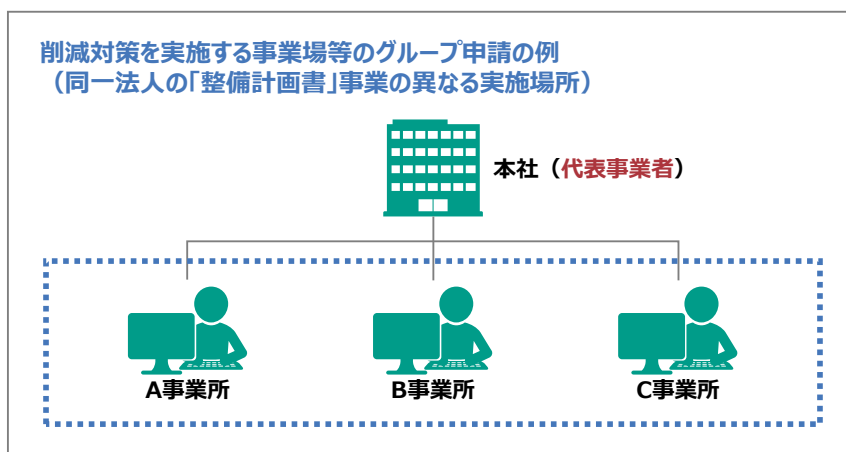 削減対策を実施する事業場等のグループ申請の例
（同一法人の「整備計画書」事業の異なる実施場所）
本社（代表事業者）
A事業所
B事業所
C事業所